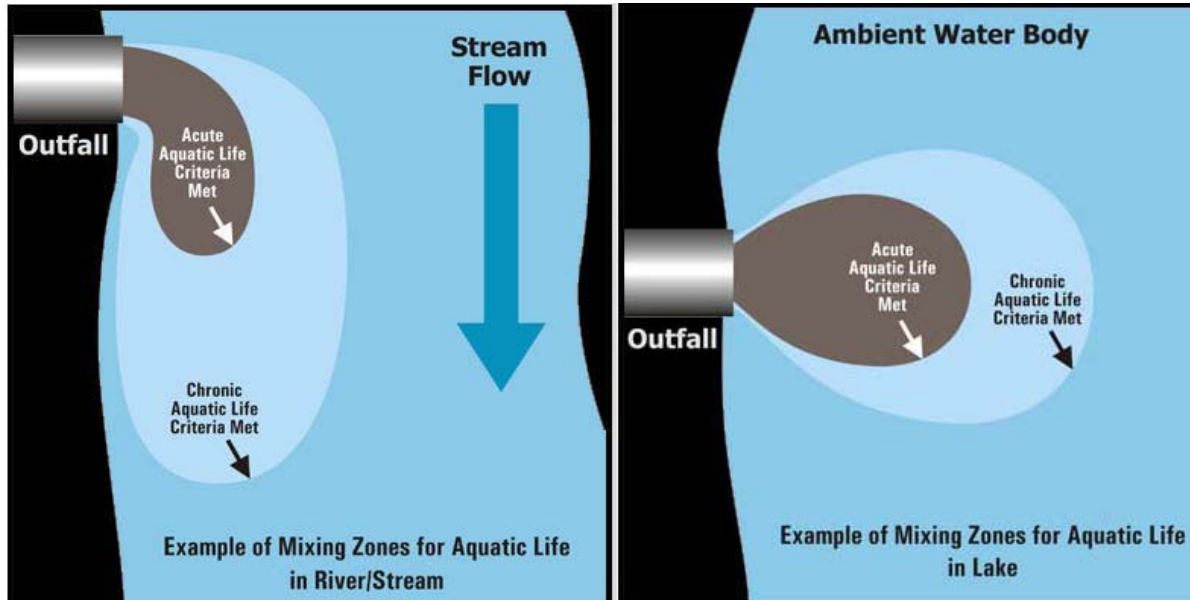 Stream
Flow
Outfall
Acute
Aquatic Life
Criteria
Met
Chronic
Aquatic Life
Criteria Met
Example of Mixing Zones for Aquatic Life
in River/Stream
Ambient Water Body
Outfall
Acute
Aquatic Life
Criteria
Met
Chronic
Aquatic Life
Criteria Met
Example of Mixing Zones for Aquatic Life
in Lake